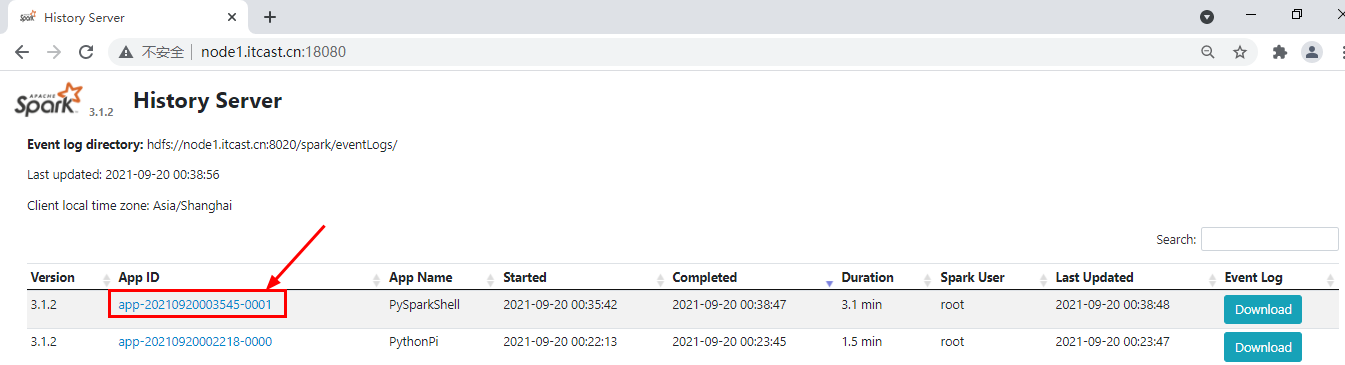 History Server
不安全 node1.itcast.cn:18080
APACHE Spark 3.1.2 History Server
Event log directory: hdfs://node1.itcast.cn:8020/spark/eventLogs/
Last updated: 2021-09-20 00:38:56
Client local time zone: Asia/Shanghai
Search:
Version App ID App Name Started Completed Duration Spark User Last Updated Event Log
3.1.2 app-20210920003545-0001 PySparkShell 2021-09-20 00:35:42 2021-09-20 00:38:47 3.1 min root 2021-09-20 00:38:48 Download
3.1.2 app-20210920002218-0000 PythonPi 2021-09-20 00:22:13 2021-09-20 00:23:45 1.5 min root 2021-09-20 00:23:47 Download